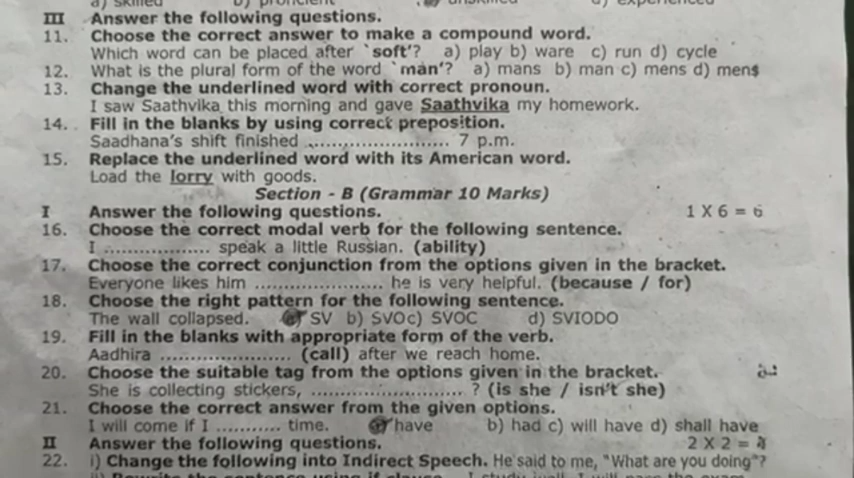 a) skilled b) proficient unskilled d) experienced
III Answer the following questions.
11. Choose the correct answer to make a compound word.
Which word can be placed after `soft'? a) play b) ware c) run d) cycle
12. What is the plural form of the word `man'? a) mans b) man c) mens d) men$
13. Change the underlined word with correct pronoun.
I saw Saathvika this morning and gave Saathvika my homework.
14. Fill in the blanks by using correct preposition.
Saadhana's shift finished ........................ 7 p.m.
15. Replace the underlined word with its American word.
Load the lorry with goods.
Section - B (Grammar 10 Marks)
I Answer the following questions. 1 X 6 = 6
16. Choose the correct modal verb for the following sentence.
I .................. speak a little Russian. (ability)
17. Choose the correct conjunction from the options given in the bracket.
Everyone likes him ...................... he is very helpful. (because / for)
18. Choose the right pattern for the following sentence.
The wall collapsed. a) SV b) SVO c) SVOC d) SVIODO
19. Fill in the blanks with appropriate form of the verb.
Aadhira ...................... (call) after we reach home.
20. Choose the suitable tag from the options given in the bracket.
She is collecting stickers, .......................... ? (is she / isn't she)
21. Choose the correct answer from the given options.
I will come if I ........... time. have b) had c) will have d) shall have
II Answer the following questions. 2 X 2 = 4
22. i) Change the following into Indirect Speech. He said to me, "What are you doing"?